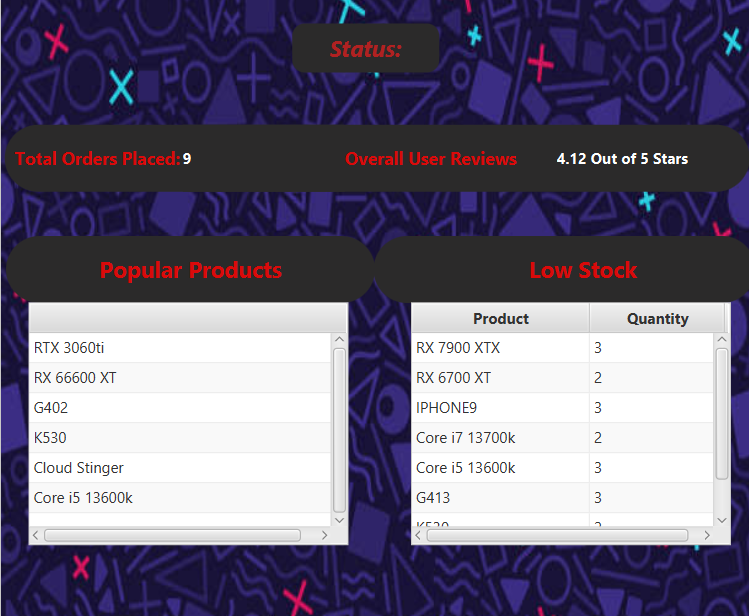 Status:
Total Orders Placed: 9
Overall User Reviews 4.12 Out of 5 Stars
Popular Products
RTX 3060ti
RX 66600 XT
G402
K530
Cloud Stinger
Core i5 13600k
Low Stock
Product Quantity
RX 7900 XTX 3
RX 6700 XT 2
IPHONE9 3
Core i7 13700k 2
Core i5 13600k 3
G413 3